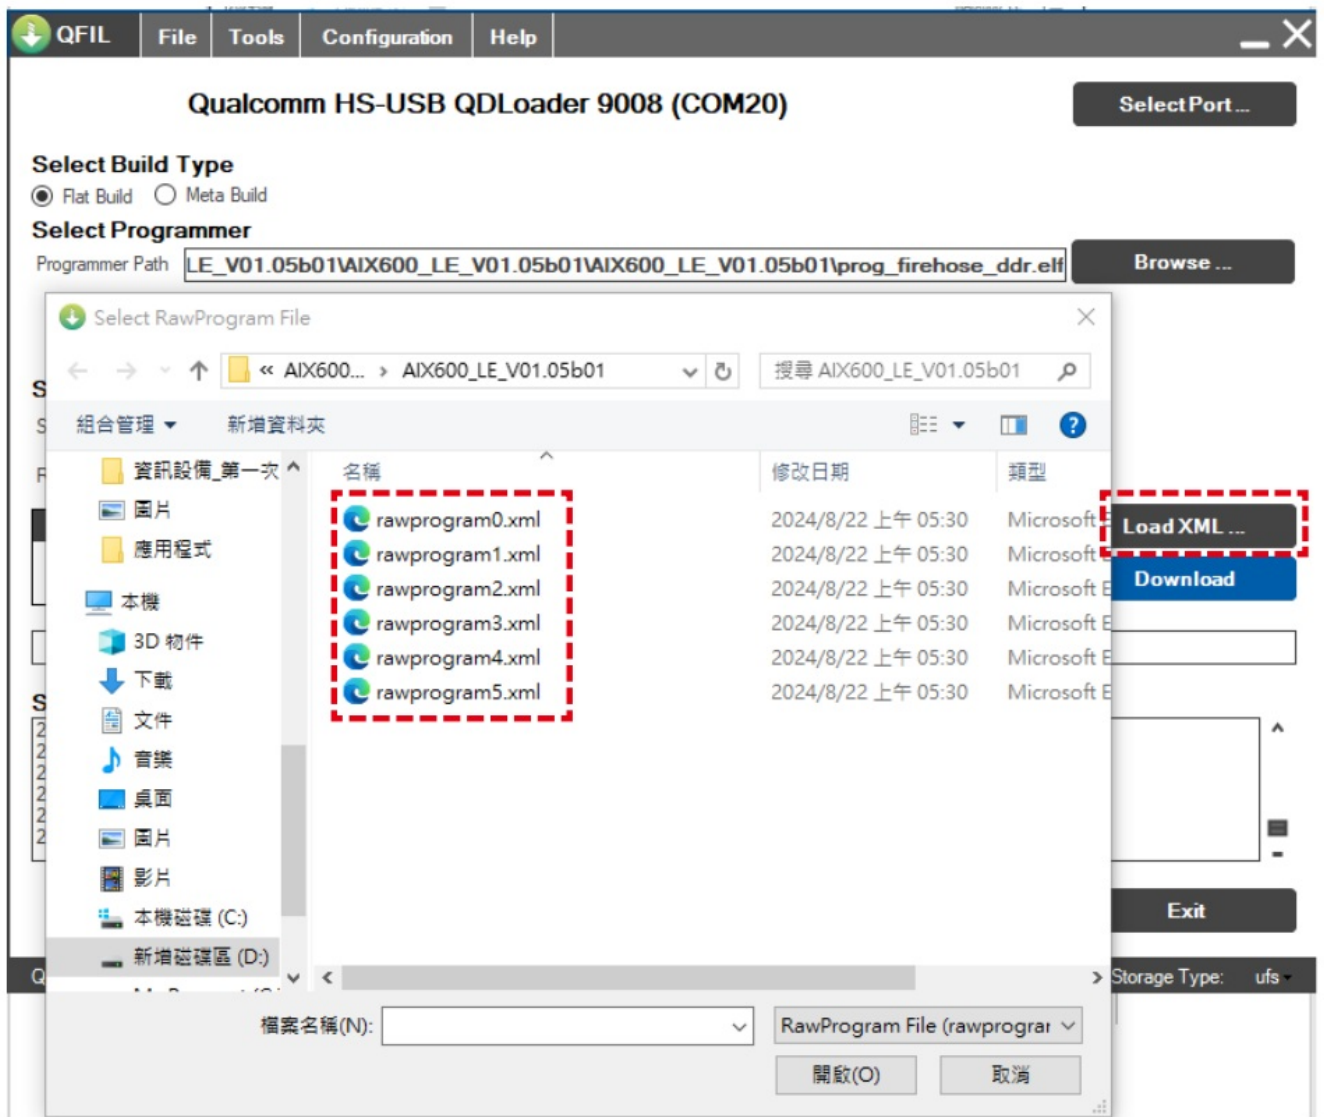 QFIL File Tools Configuration Help
Qualcomm HS-USB QDLoader 9008 (COM20) Select Port ...
Select Build Type
Flat Build Meta Build
Select Programmer
Programmer Path LE_V01.05b01\AIX600_LE_V01.05b01\AIX600_LE_V01.05b01\prog_firehose_ddr.elf Browse ...
Select RawProgram File
« AIX600... › AIX600_LE_V01.05b01 搜尋 AIX600_LE_V01.05b01
S
組合管理 新增資料夾
S
資訊設備_第一次 名稱 修改日期 類型
R
圖片 rawprogram0.xml 2024/8/22 上午 05:30 Microsoft E Load XML ...
應用程式 rawprogram1.xml 2024/8/22 上午 05:30 Microsoft E
本機 rawprogram2.xml 2024/8/22 上午 05:30 Microsoft E Download
3D 物件 rawprogram3.xml 2024/8/22 上午 05:30 Microsoft E
下載 rawprogram4.xml 2024/8/22 上午 05:30 Microsoft E
S
文件 rawprogram5.xml 2024/8/22 上午 05:30 Microsoft E
2
2
2
2
2
2
音樂
桌面
圖片
影片
本機磁碟 (C:) Exit
新增磁碟區 (D:)
Q Storage Type: ufs
檔案名稱(N): RawProgram File (rawprograr
開啟(O) 取消